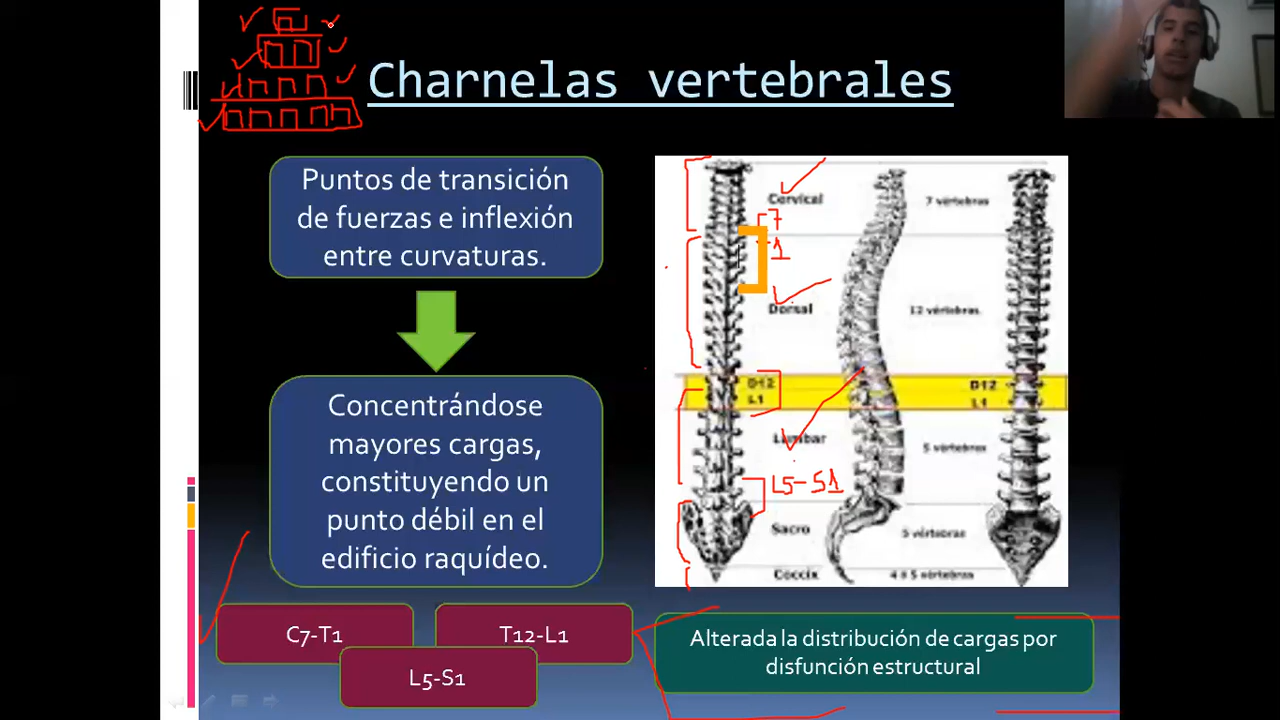 Charnelas vertebrales
Puntos de transición
de fuerzas e inflexión
entre curvaturas.
Concentrándose
mayores cargas,
constituyendo un
punto débil en el
edificio raquídeo.
C7-T1
T12-L1
L5-S1
Cervical
7 vértebras
7
1
Dorsal
12 vértebras
D12
L1
D12
L1
Lumbar
5 vértebras
L5-S1
Sacro
5 vértebras
Coccix
4 ó 5 vértebras
Alterada la distribución de cargas por
disfunción estructural